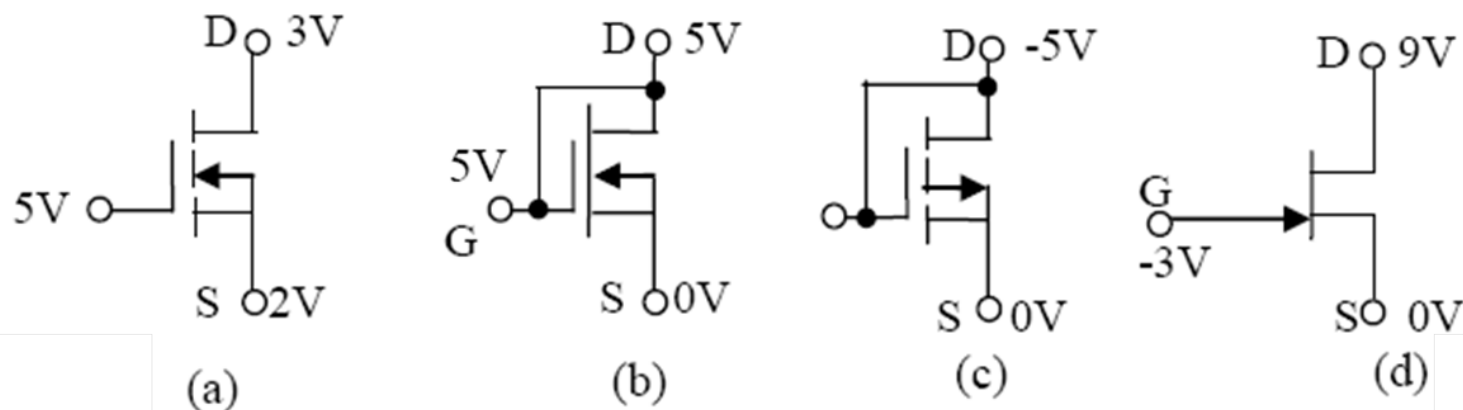 D 3V
5V
S 2V
(a)
D 5V
5V
G
S 0V
(b)
D -5V
S 0V
(c)
D 9V
G
-3V
S 0V
(d)